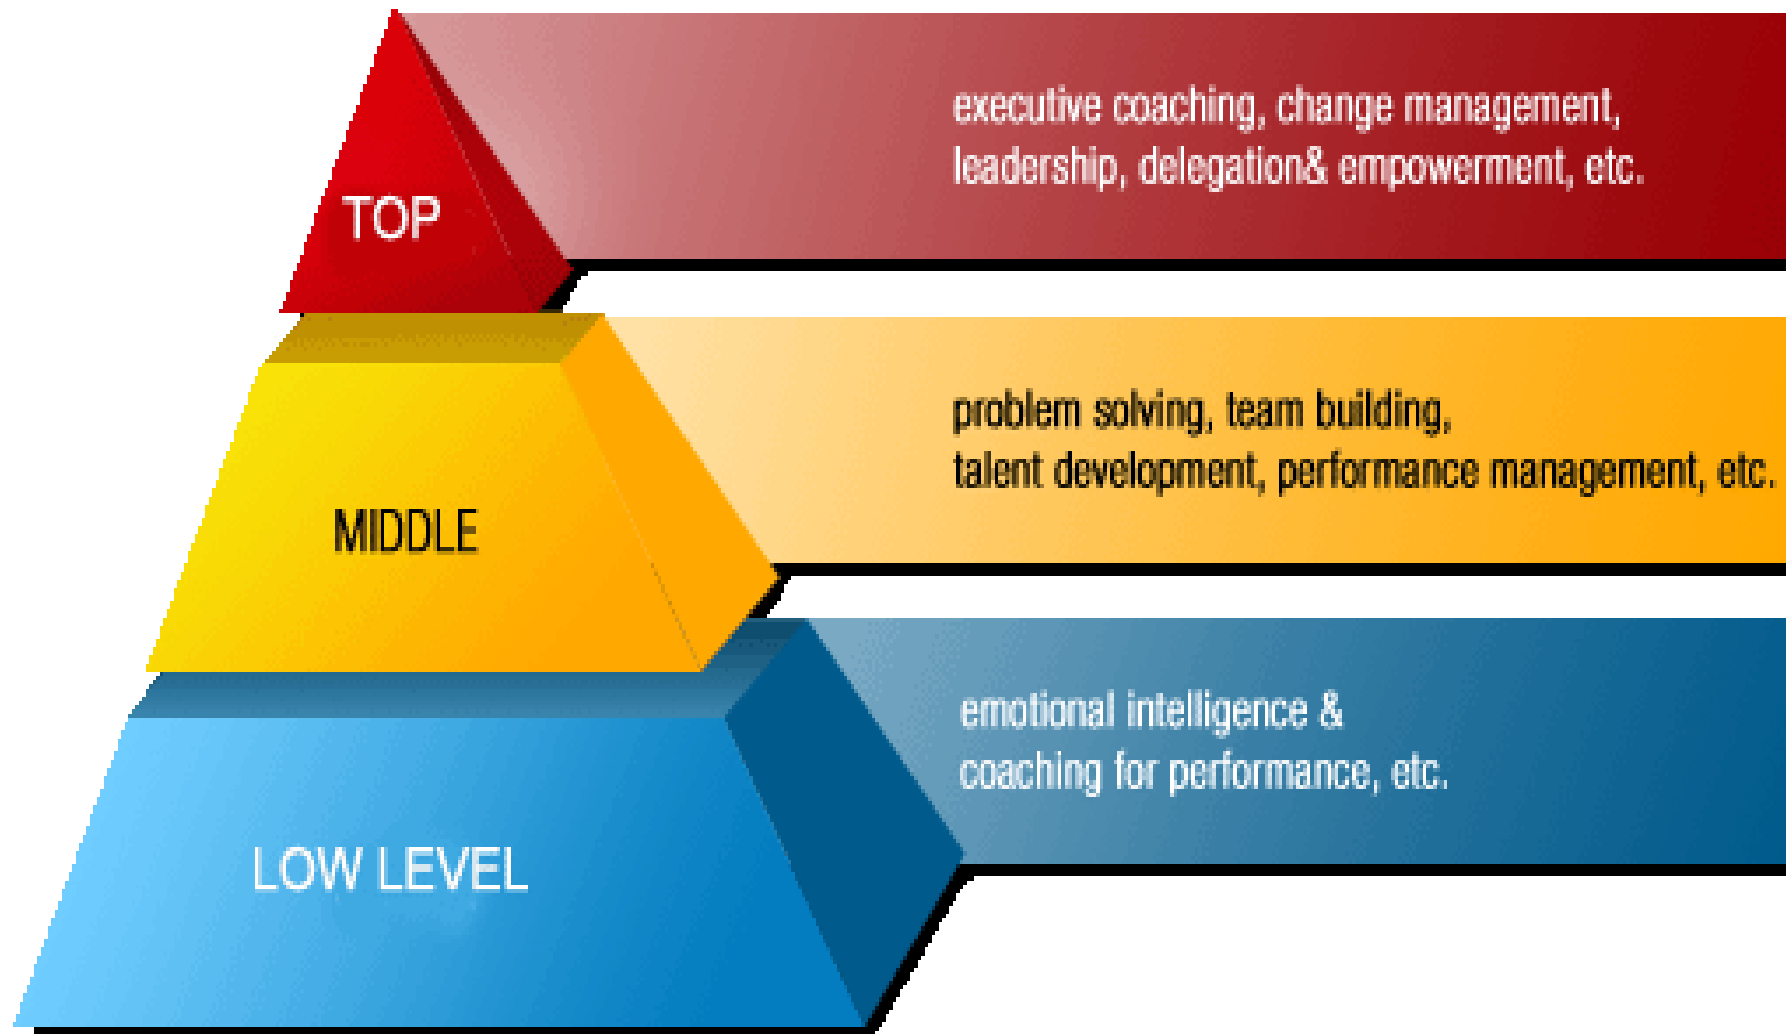 executive coaching, change management,
leadership, delegation& empowerment, etc.
TOP
problem solving, team building,
talent development, performance management, etc.
MIDDLE
emotional intelligence &
coaching for performance, etc.
LOW LEVEL